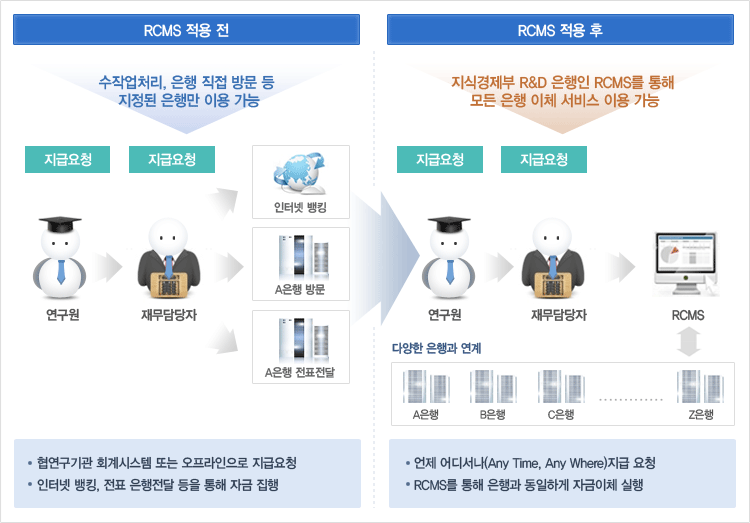 RCMS 적용 전
수작업처리, 은행 직접 방문 등
지정된 은행만 이용 가능
지급요청
지급요청
연구원
재무담당자
인터넷 뱅킹
A은행 방문
A은행 전표전달
• 협연구기관 회계시스템 또는 오프라인으로 지급요청
• 인터넷 뱅킹, 전표 은행전달 등을 통해 자금 집행
RCMS 적용 후
지식경제부 R&D 은행인 RCMS를 통해
모든 은행 이체 서비스 이용 가능
지급요청
지급요청
연구원
재무담당자
RCMS
다양한 은행과 연계
A은행
B은행
C은행
Z은행
• 언제 어디서나(Any Time, Any Where)지급 요청
• RCMS를 통해 은행과 동일하게 자금이체 실행